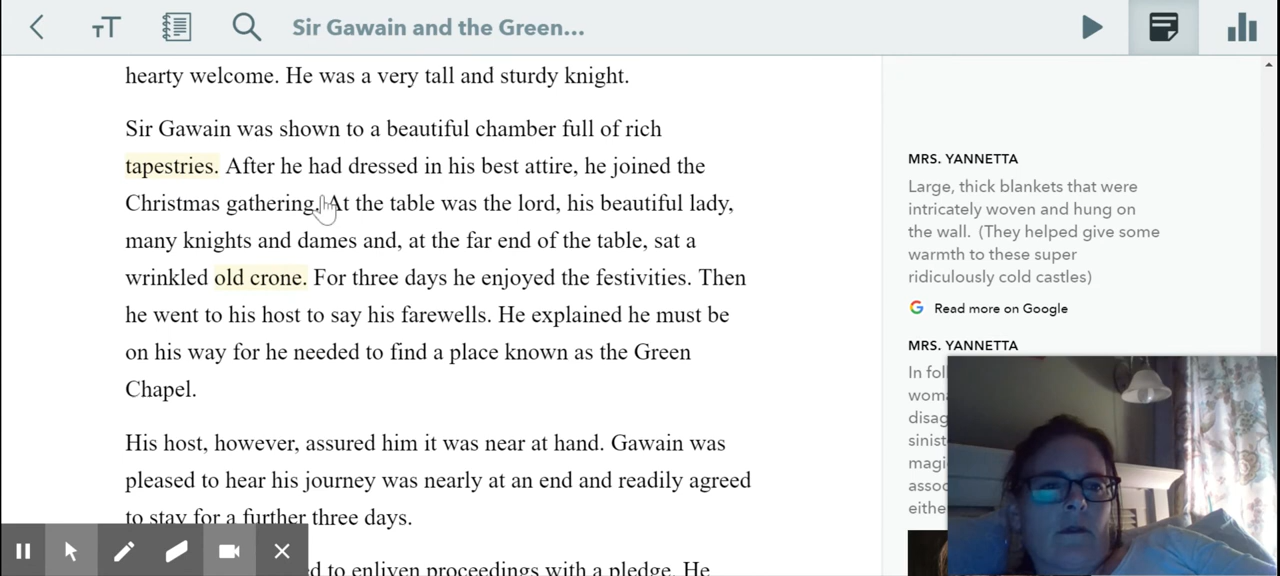 Sir Gawain and the Green...
hearty welcome. He was a very tall and sturdy knight.
Sir Gawain was shown to a beautiful chamber full of rich
tapestries. After he had dressed in his best attire, he joined the
Christmas gathering. At the table was the lord, his beautiful lady,
many knights and dames and, at the far end of the table, sat a
wrinkled old crone. For three days he enjoyed the festivities. Then
he went to his host to say his farewells. He explained he must be
on his way for he needed to find a place known as the Green
Chapel.
His host, however, assured him it was near at hand. Gawain was
pleased to hear his journey was nearly at an end and readily agreed
to stay for a further three days.
d to enliven proceedings with a pledge. He
MRS. YANNETTA
Large, thick blankets that were
intricately woven and hung on
the wall. (They helped give some
warmth to these super
ridiculously cold castles)
Read more on Google
MRS. YANNETTA
In fol
woma
disag
sinist
magi
assoc
eithe